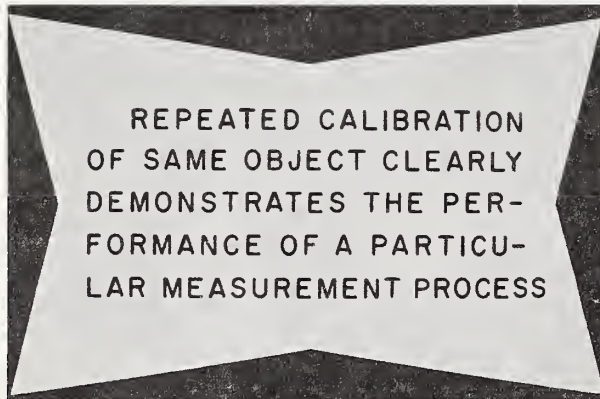 REPEATED CALIBRATION
OF SAME OBJECT CLEARLY
DEMONSTRATES THE PER-
FORMANCE OF A PARTICU-
LAR MEASUREMENT PROCESS